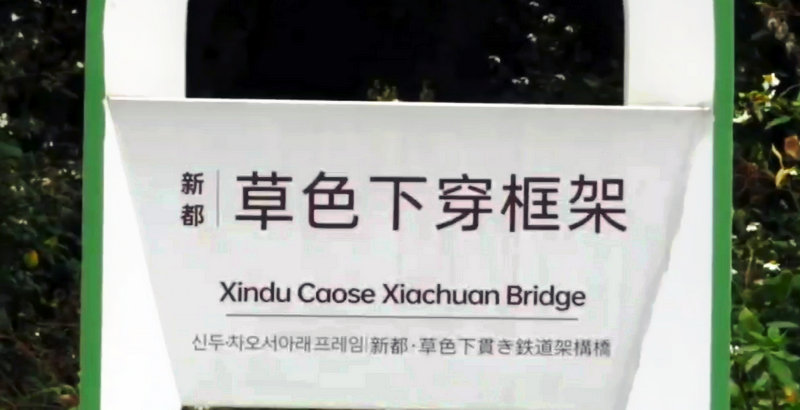 新都 草色下穿框架
Xindu Caose Xiachuan Bridge
신두·차오서아래 프레임|新都·草色下貫き鉄道架構橋